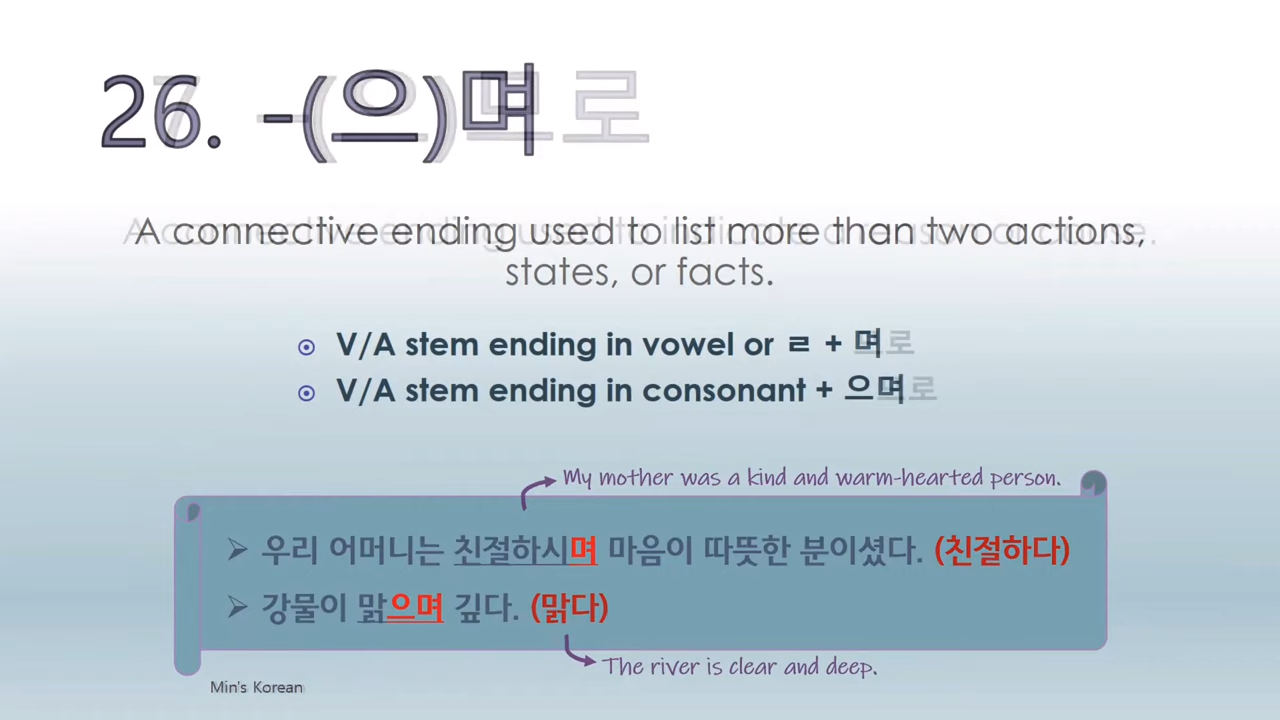 26. -(으)며
A connective ending used to list more than two actions,
states, or facts.
V/A stem ending in vowel or ㄹ + 며
V/A stem ending in consonant + 으며
My mother was a kind and warm-hearted person.
우리 어머니는 친절하시며 마음이 따뜻한 분이셨다. (친절하다)
강물이 맑으며 깊다. (맑다)
The river is clear and deep.
Min's Korean